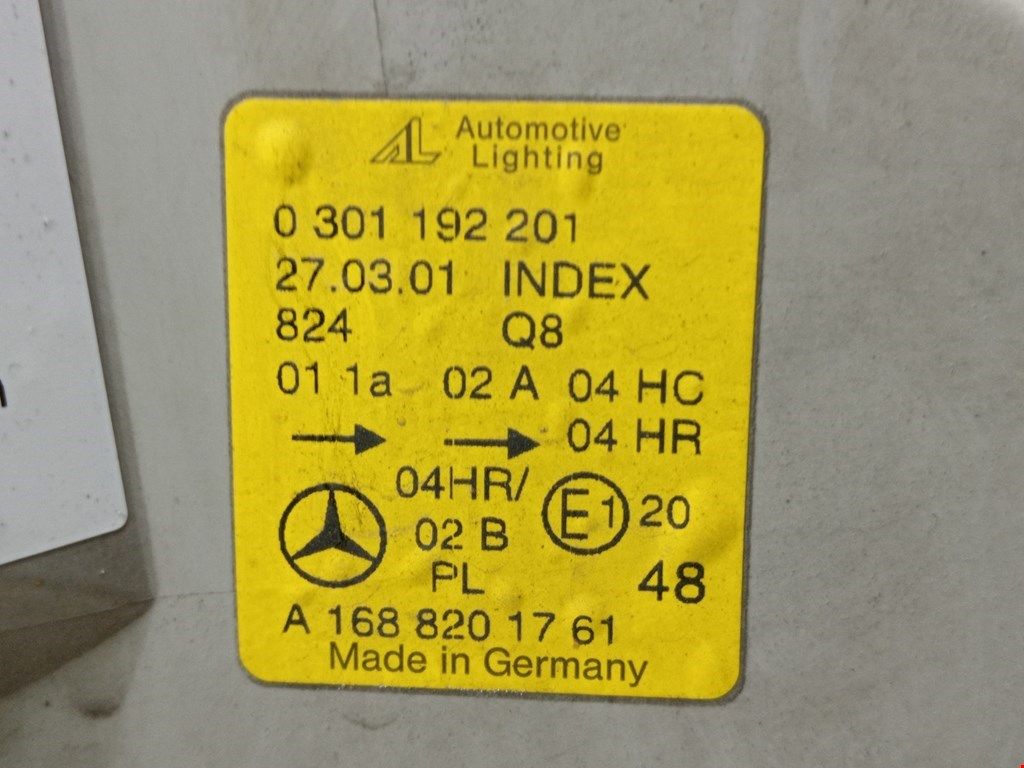 AL Automotive
Lighting
0 301 192 201
27.03.01 INDEX
824 Q8
01 1a 02 A 04 HC
04 HR
04HR/ E1 20
02 B
PL 48
A 168 820 17 61
Made in Germany